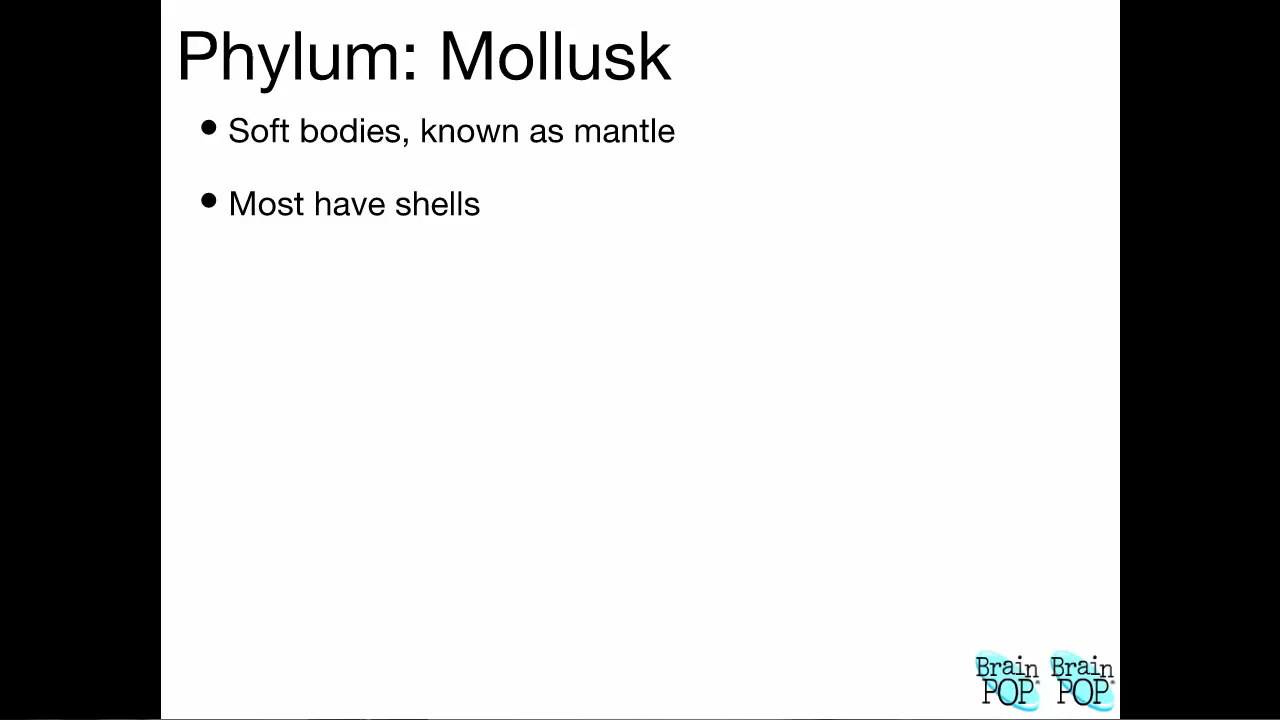 Phylum: Mollusk
• Soft bodies, known as mantle
• Most have shells
Brain POP® Brain POP®